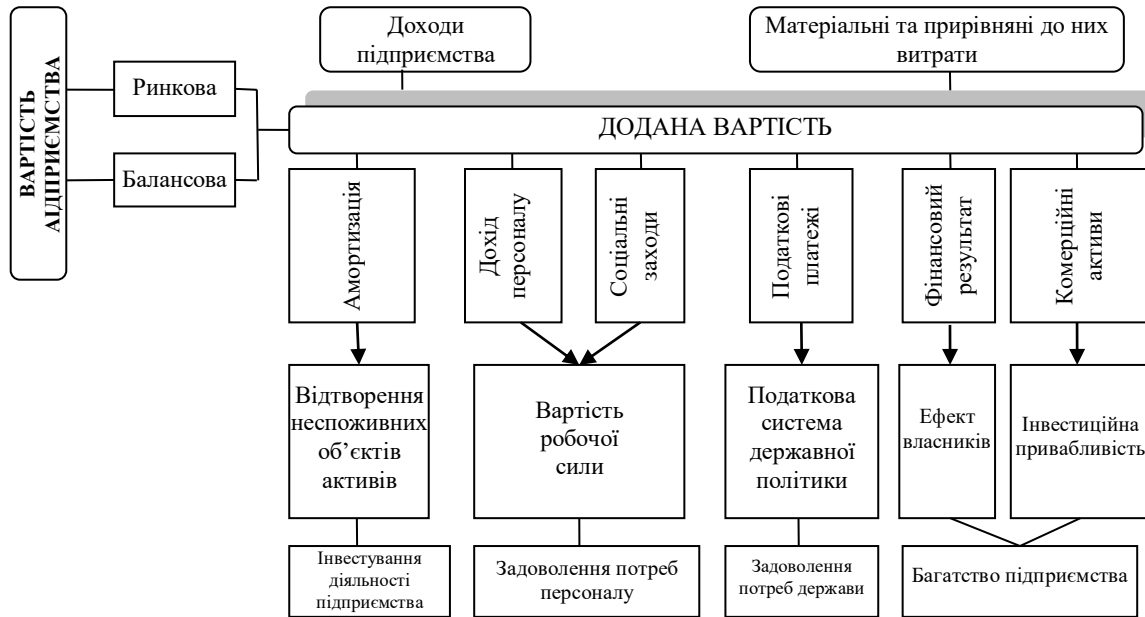 Доходи
підприємства
Матеріальні та прирівняні до них
витрати
ВАРТІСТЬ
АІДПРИЄМСТВА
Ринкова
Балансова
ДОДАНА ВАРТІСТЬ
Амортизація
Дохід
персоналу
Соціальні
заходи
Податкові
платежі
Фінансовий
результат
Комерційні
активи
Відтворення
неспоживних
об’єктів
активів
Вартість
робочої
сили
Податкова
система
державної
політики
Ефект
власників
Інвестиційна
привабливість
Інвестування
діяльності
підприємства
Задоволення потреб
персоналу
Задоволення
потреб держави
Багатство підприємства